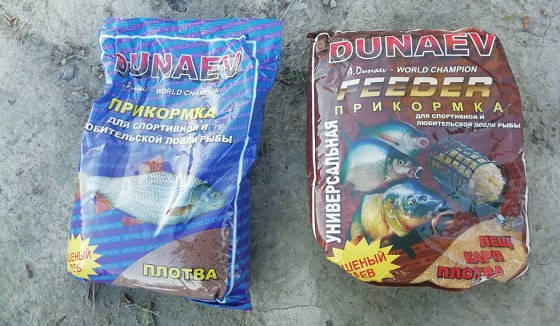 DUNAEV
WORLD CHAMPION
ПРИКОРМКА
ДЛЯ СПОРТИВНОЙ И
ЛЮБИТЕЛЬСКОЙ ЛОВЛИ РЫБЫ
ПЛОТВА
DUNAEV
A.Dunaev - WORLD CHAMPION
FEEDER
ПРИКОРМКА
ДЛЯ СПОРТИВНОЙ И
ЛЮБИТЕЛЬСКОЙ ЛОВЛИ РЫБЫ
УНИВЕРСАЛЬНАЯ
ЛЕЩ
КАРП
ПЛОТВА